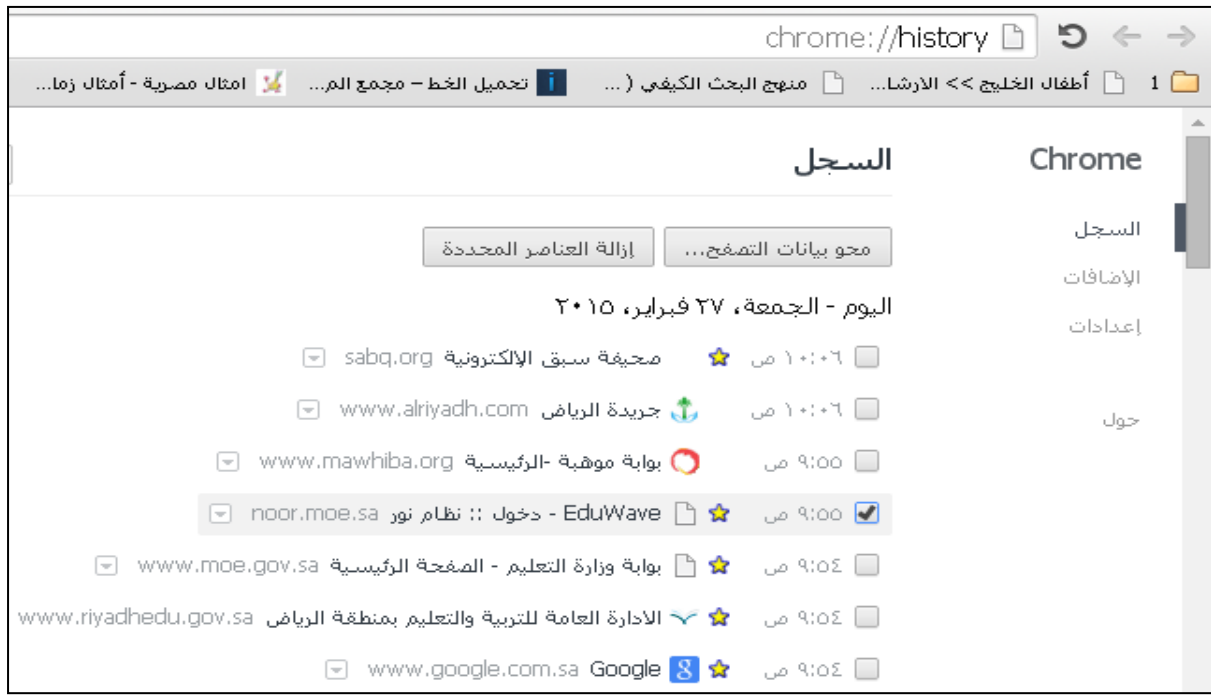 chrome://history
1 أطفال الخليج >> الارشا... منهج البحث الكيفي ( ... تحميل الخط – مجمع الم... امثال مصرية - أمثال زما...
Chrome
السجل
الإضافات
إعدادات
حول
السجل
محو بيانات التصفح... إزالة العناصر المحددة
اليوم - الجمعة، ٢٧ فبراير، ٢٠١٥
١٠:٠٦ ص صحيفة سبق الإلكترونية sabq.org
١٠:٠٦ ص جريدة الرياض www.alriyadh.com
٩:٥٥ ص بوابة موهبة -الرئيسية www.mawhiba.org
٩:٥٥ ص EduWave - دخول :: نظام نور noor.moe.sa
٩:٥٤ ص بوابة وزارة التعليم - الصفحة الرئيسية www.moe.gov.sa
٩:٥٤ ص الادارة العامة للتربية والتعليم بمنطقة الرياض www.riyadhedu.gov.sa
٩:٥٤ ص Google www.google.com.sa